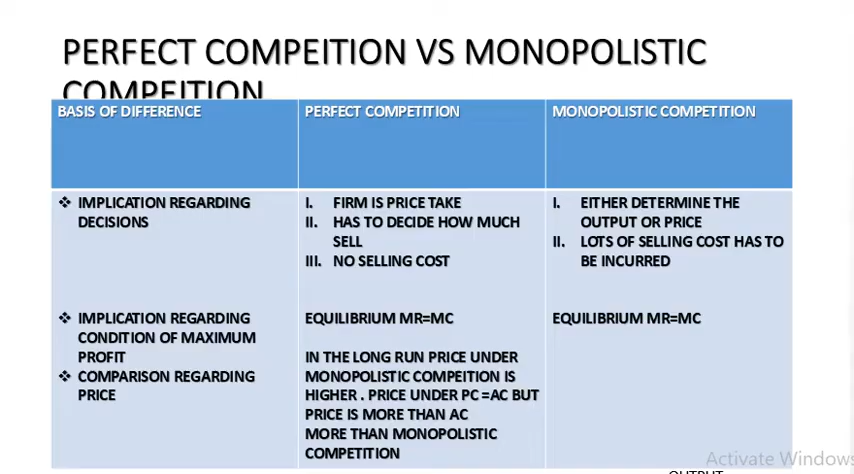 PERFECT COMPEITION VS MONOPOLISTIC
COMPEITION
BASIS OF DIFFERENCE
PERFECT COMPETITION
MONOPOLISTIC COMPETITION
❖ IMPLICATION REGARDING
DECISIONS
I. FIRM IS PRICE TAKE
II. HAS TO DECIDE HOW MUCH
SELL
III. NO SELLING COST
I. EITHER DETERMINE THE
OUTPUT OR PRICE
II. LOTS OF SELLING COST HAS TO
BE INCURRED
❖ IMPLICATION REGARDING
CONDITION OF MAXIMUM
PROFIT
EQUILIBRIUM MR=MC
EQUILIBRIUM MR=MC
❖ COMPARISON REGARDING
PRICE
IN THE LONG RUN PRICE UNDER
MONOPOLISTIC COMPEITION IS
HIGHER . PRICE UNDER PC =AC BUT
PRICE IS MORE THAN AC
MORE THAN MONOPOLISTIC
COMPETITION
Activate Windows
OUTPUT